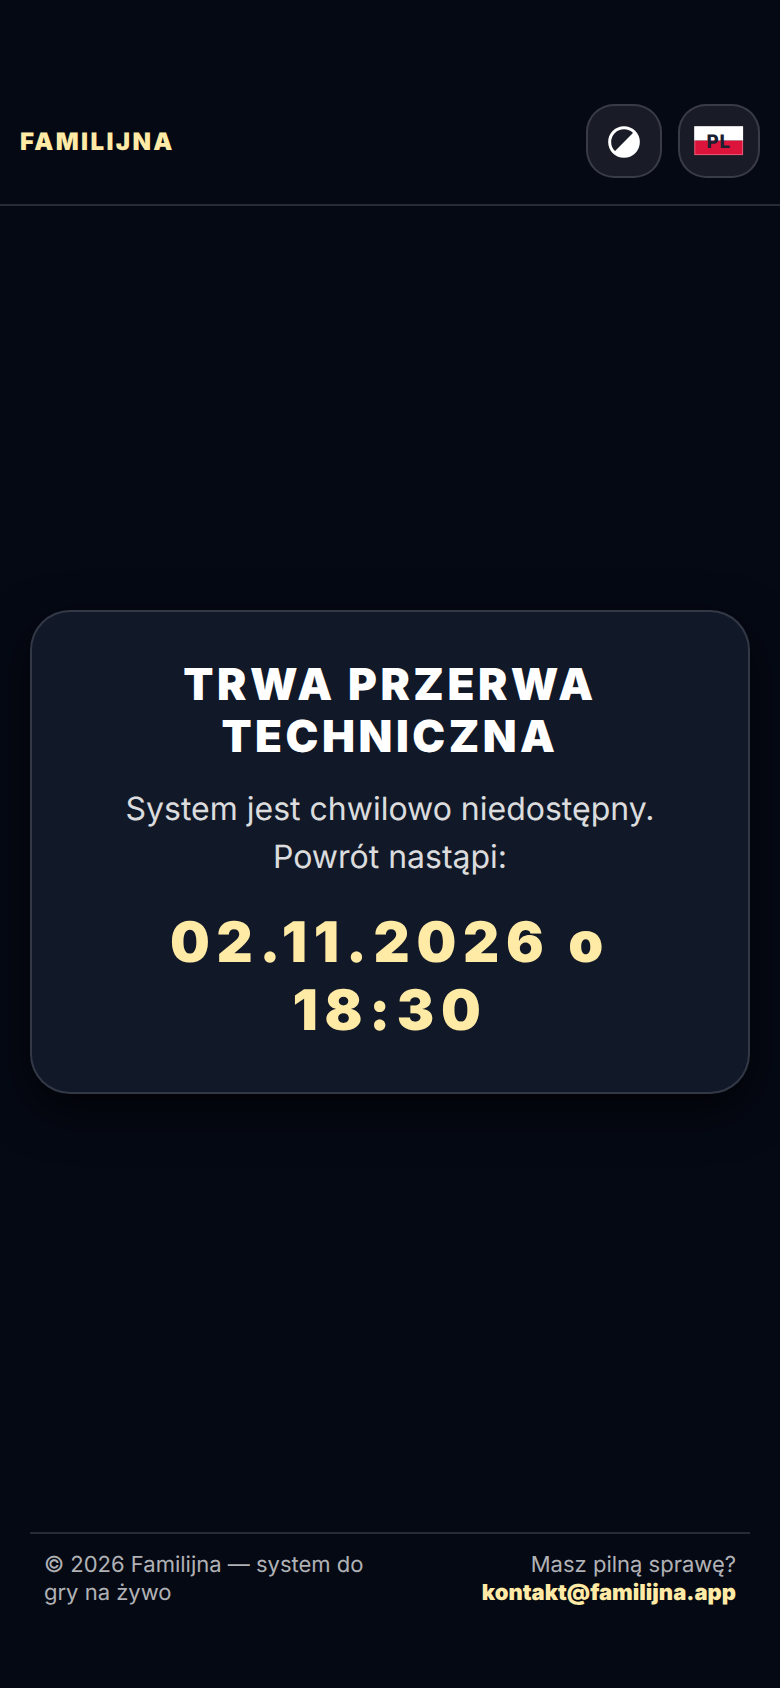 FAMILIJNA
PL
TRWA PRZERWA
TECHNICZNA
System jest chwilowo niedostępny.
Powrót nastąpi:
02.11.2026 o
18:30
© 2026 Familijna — system do
gry na żywo
Masz pilną sprawę?
kontakt@familijna.app